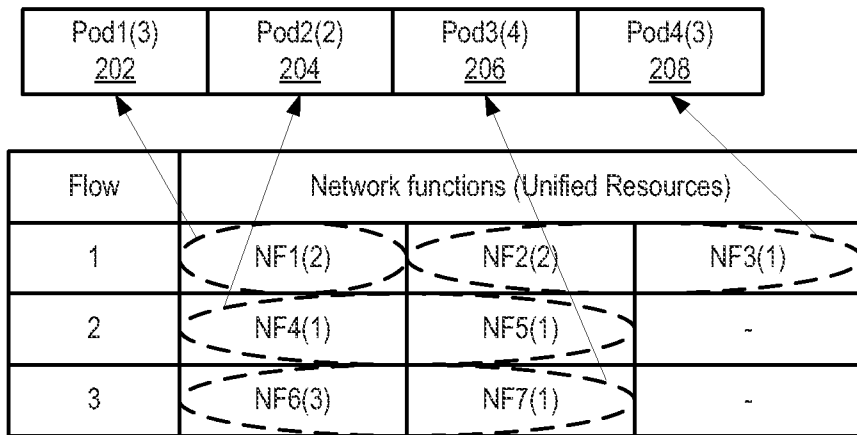 Pod1(3) Pod2(2) Pod3(4) Pod4(3)
202 204 206 208
Flow Network functions (Unified Resources)
1 NF1(2) NF2(2) NF3(1)
2 NF4(1) NF5(1) -
3 NF6(3) NF7(1) -